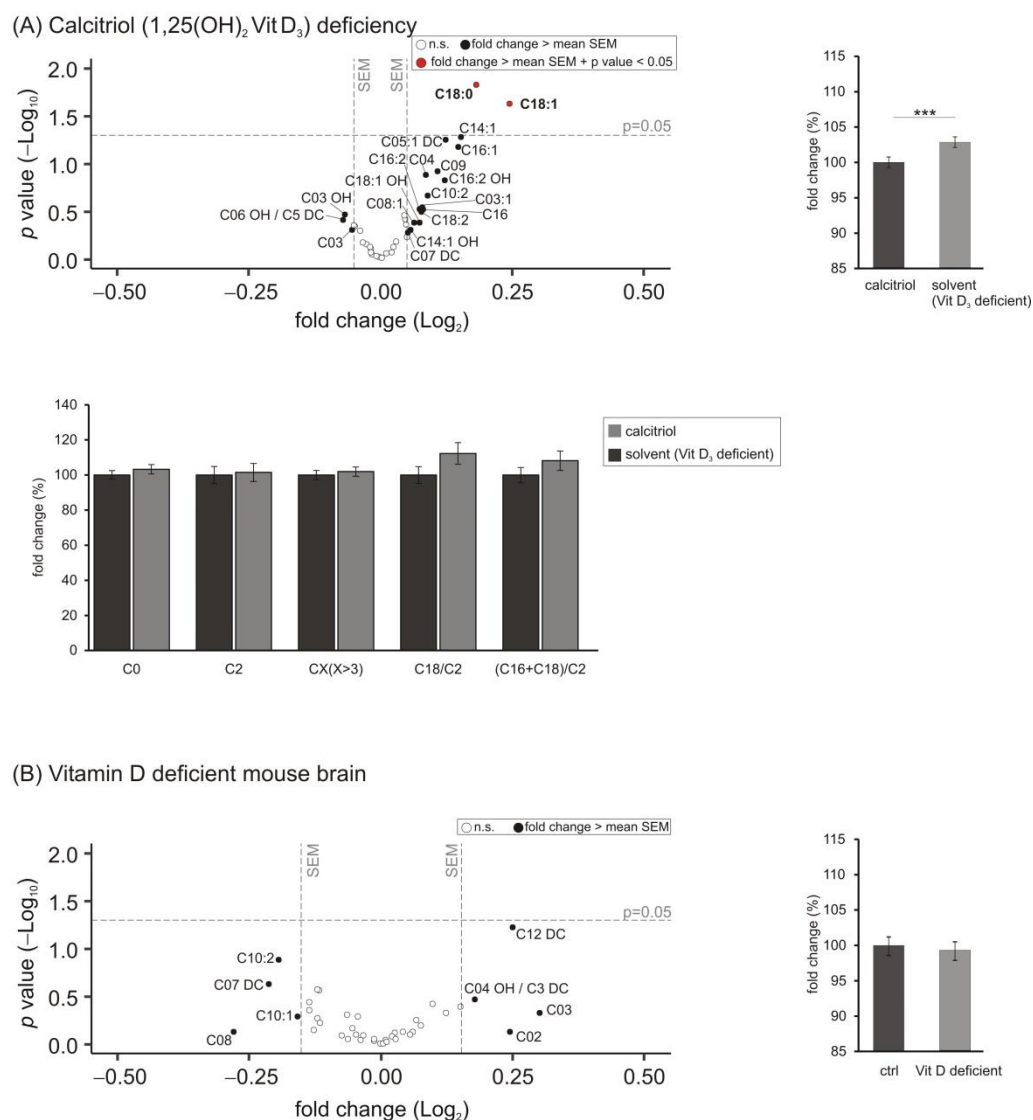 (A) Calcitriol (1,25(OH)₂ Vit D₃) deficiency
n.s. fold change > mean SEM
fold change > mean SEM + p value < 0.05
SEM
SEM
p value (−Log₁₀)
2.0
1.5
1.0
0.5
0.0
C18:0
C18:1
p=0.05
C14:1
C05:1 DC
C16:1
C16:2 C04
C09
C18:1 OH
C16:2 OH
C10:2
C03:1
C08:1
C16
C18:2
C03 OH
C06 OH / C5 DC
C03
C14:1 OH
C07 DC
−0.50 −0.25 0.00 0.25 0.50
fold change (Log₂)
fold change (%)
115
110
105
100
95
90
85
***
calcitriol solvent
(Vit D₃ deficient)
fold change (%)
140
120
100
80
60
40
20
0
C0 C2 CX(X>3) C18/C2 (C16+C18)/C2
calcitriol
solvent (Vit D₃ deficient)
(B) Vitamin D deficient mouse brain
n.s. fold change > mean SEM
SEM
SEM
p value (−Log₁₀)
2.0
1.5
1.0
0.5
0.0
p=0.05
C12 DC
C10:2
C07 DC
C04 OH / C3 DC
C10:1
C03
C08
C02
−0.50 −0.25 0.00 0.25 0.50
fold change (Log₂)
fold change (%)
115
110
105
100
95
90
85
ctrl Vit D deficient